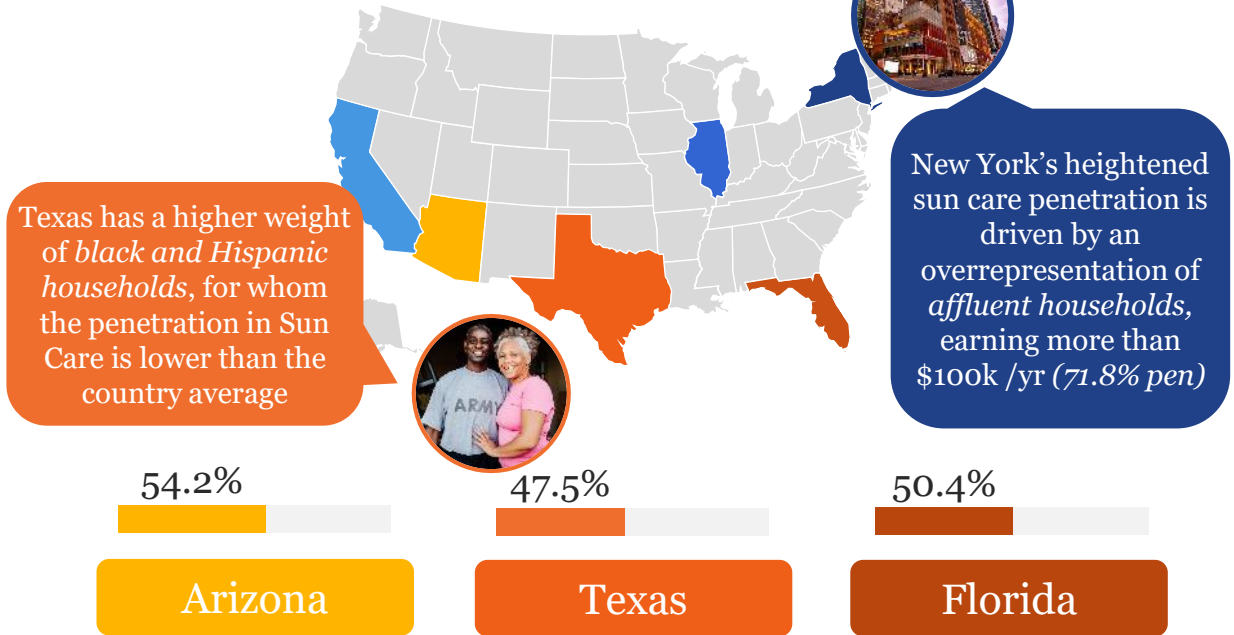 Texas has a higher weight
of black and Hispanic
households, for whom
the penetration in Sun
Care is lower than the
country average
ARMY
New York's heightened
sun care penetration is
driven by an
overrepresentation of
affluent households,
earning more than
$100k /yr (71.8% pen)
54.2%
47.5%
50.4%
Arizona
Texas
Florida